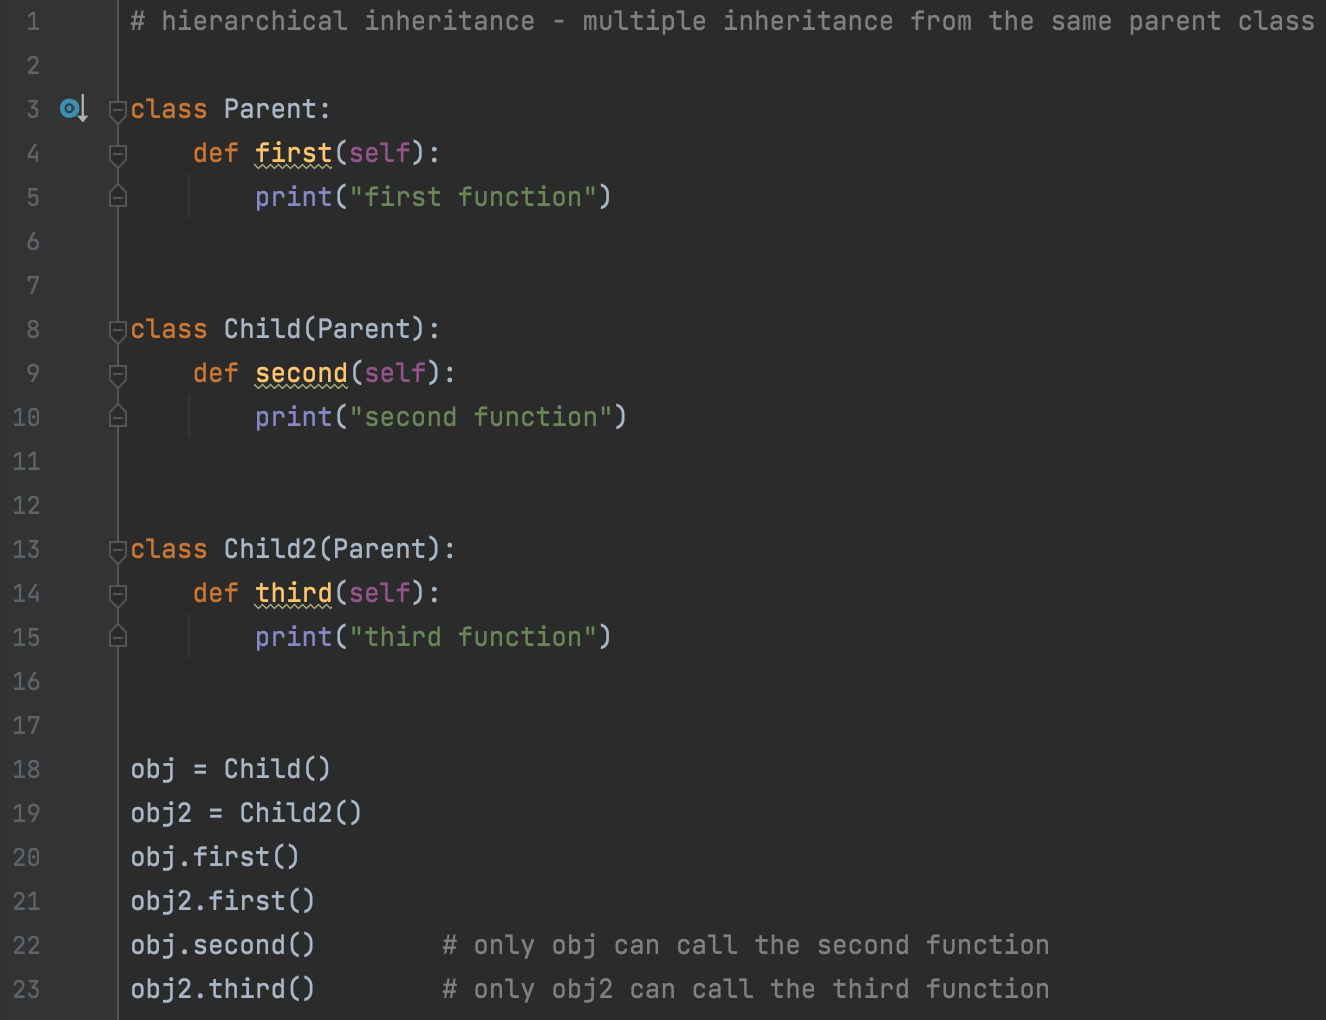 1 # hierarchical inheritance - multiple inheritance from the same parent class
2
3 class Parent:
4     def first(self):
5         print("first function")
6
7
8 class Child(Parent):
9     def second(self):
10         print("second function")
11
12
13 class Child2(Parent):
14     def third(self):
15         print("third function")
16
17
18 obj = Child()
19 obj2 = Child2()
20 obj.first()
21 obj2.first()
22 obj.second()        # only obj can call the second function
23 obj2.third()        # only obj2 can call the third function